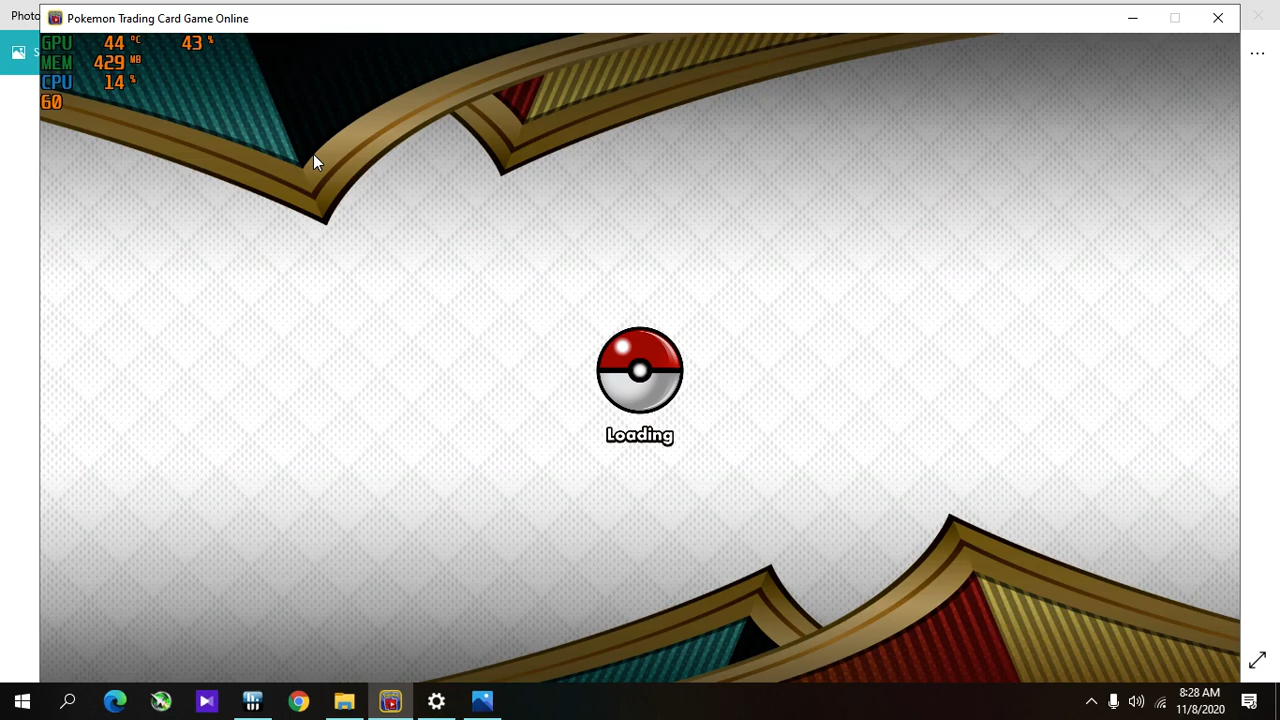 Photo
Pokemon Trading Card Game Online
S
GPU 44 °C 43 %
MEM 429 MB
CPU 14 %
60
Loading
8:28 AM
11/8/2020